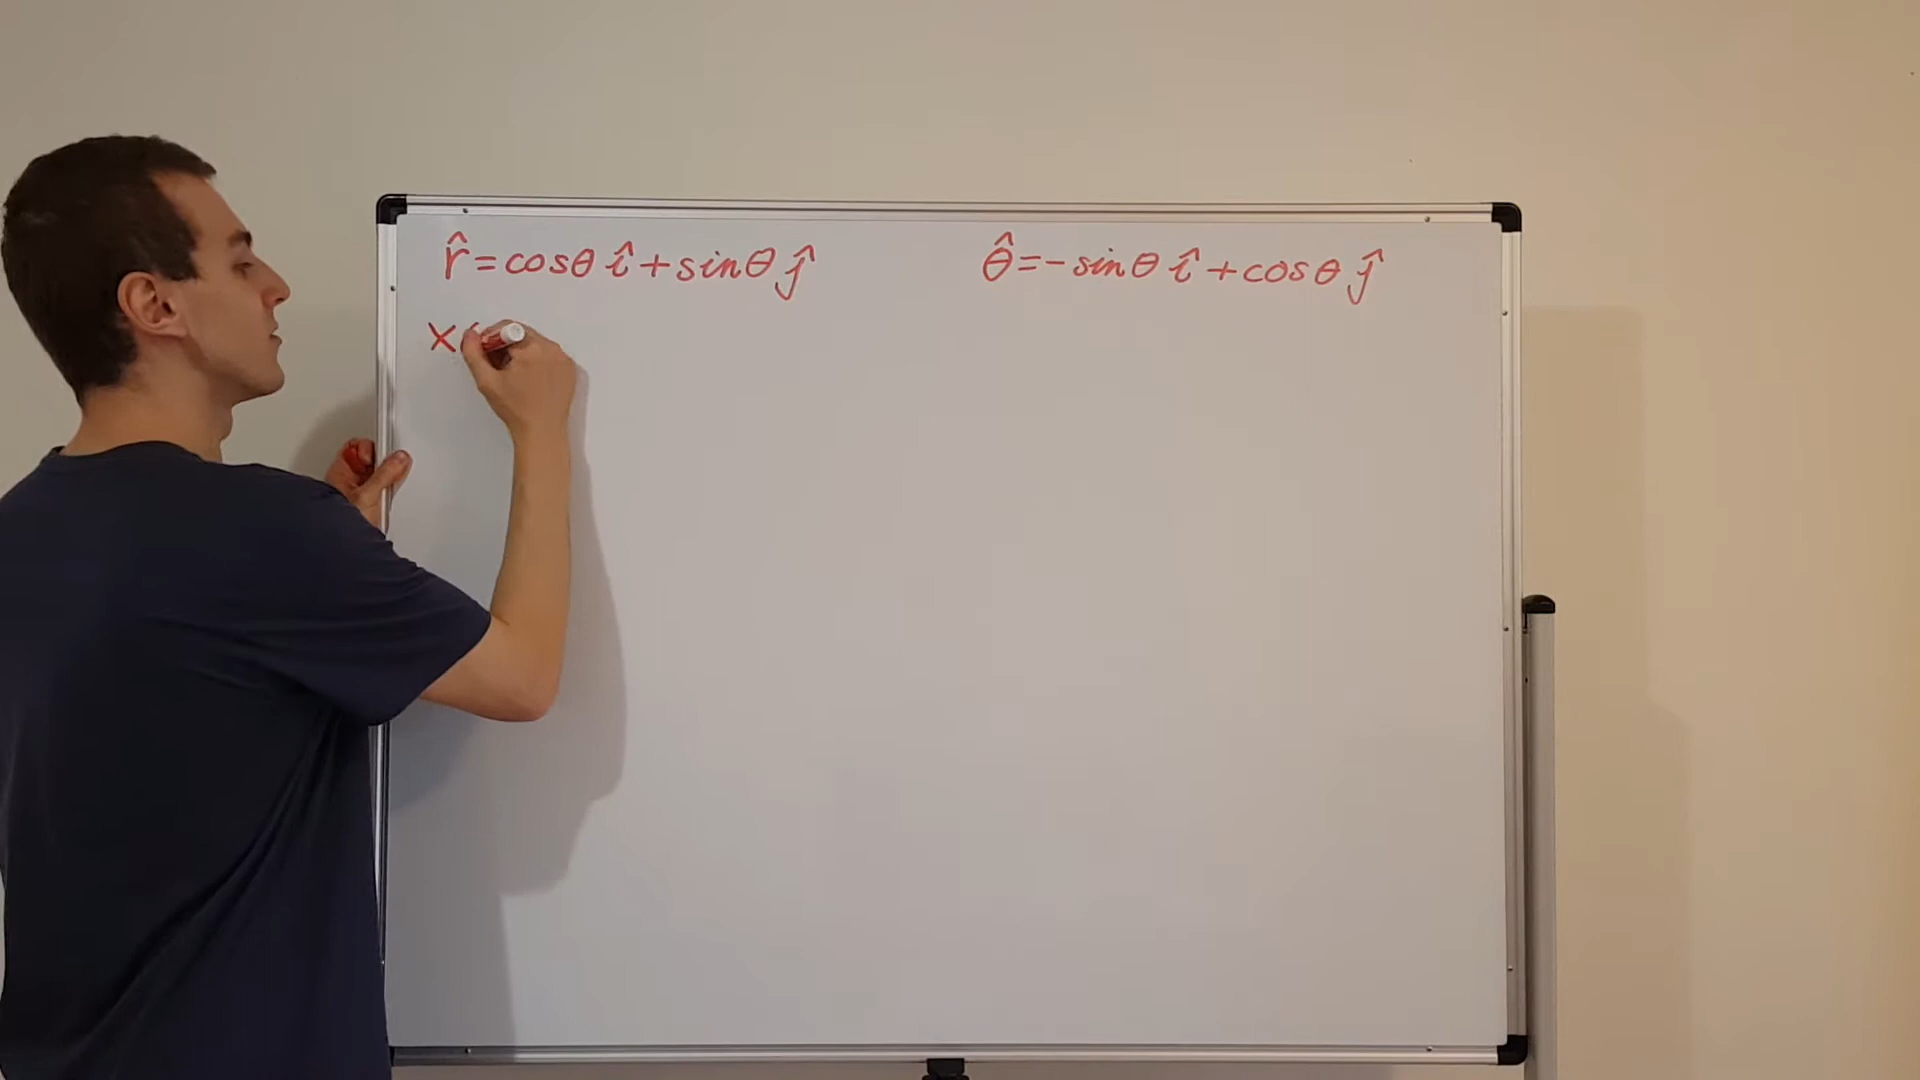 r̂ = cosθ î + sinθ ĵ
θ̂ = -sinθ î + cosθ ĵ
x(